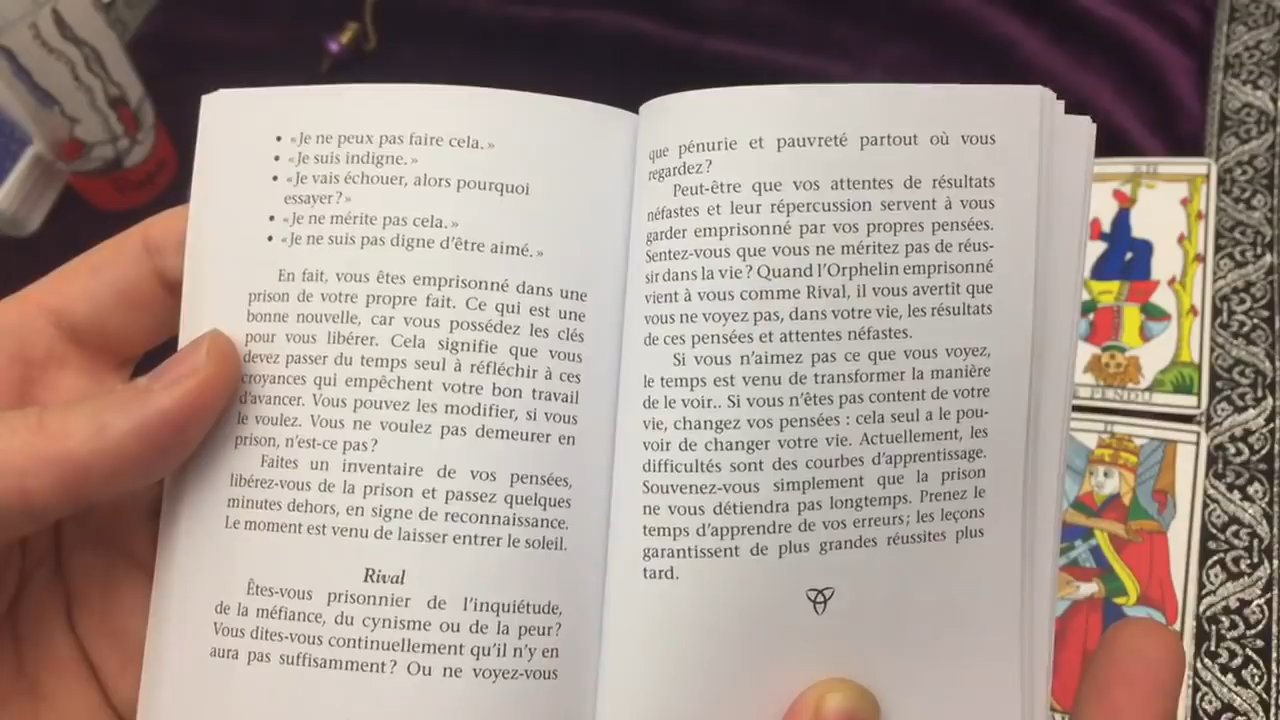 • «Je ne peux pas faire cela.»
• «Je suis indigne.»
• «Je vais échouer, alors pourquoi
essayer?»
• «Je ne mérite pas cela.»
• «Je ne suis pas digne d'être aimé.»
En fait, vous êtes emprisonné dans une
prison de votre propre fait. Ce qui est une
bonne nouvelle, car vous possédez les clés
pour vous libérer. Cela signifie que vous
devez passer du temps seul à réfléchir à ces
croyances qui empêchent votre bon travail
d'avancer. Vous pouvez les modifier, si vous
le voulez. Vous ne voulez pas demeurer en
prison, n'est-ce pas?
Faites un inventaire de vos pensées,
libérez-vous de la prison et passez quelques
minutes dehors, en signe de reconnaissance.
Le moment est venu de laisser entrer le soleil.
Rival
Êtes-vous prisonnier de l'inquiétude,
de la méfiance, du cynisme ou de la peur?
Vous dites-vous continuellement qu'il n'y en
aura pas suffisamment? Ou ne voyez-vous
que pénurie et pauvreté partout où vous
regardez?
Peut-être que vos attentes de résultats
néfastes et leur répercussion servent à vous
garder emprisonné par vos propres pensées.
Sentez-vous que vous ne méritez pas de réus-
sir dans la vie? Quand l'Orphelin emprisonné
vient à vous comme Rival, il vous avertit que
vous ne voyez pas, dans votre vie, les résultats
de ces pensées et attentes néfastes.
Si vous n'aimez pas ce que vous voyez,
le temps est venu de transformer la manière
de le voir.. Si vous n'êtes pas content de votre
vie, changez vos pensées : cela seul a le pou-
voir de changer votre vie. Actuellement, les
difficultés sont des courbes d'apprentissage.
Souvenez-vous simplement que la prison
ne vous détiendra pas longtemps. Prenez le
temps d'apprendre de vos erreurs; les leçons
garantissent de plus grandes réussites plus
tard.
PENDU
II